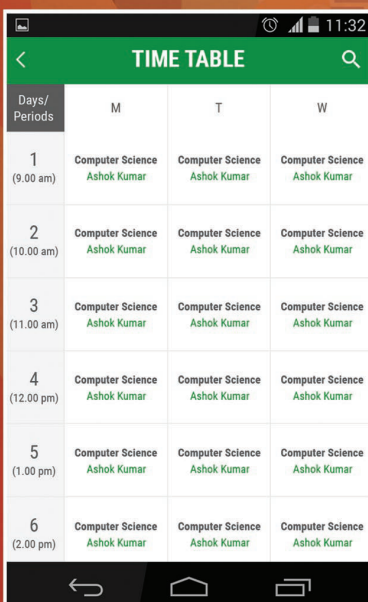 11:32
TIME TABLE
Days/
Periods
M
T
W
1
(9.00 am)
Computer Science
Ashok Kumar
Computer Science
Ashok Kumar
Computer Science
Ashok Kumar
2
(10.00 am)
Computer Science
Ashok Kumar
Computer Science
Ashok Kumar
Computer Science
Ashok Kumar
3
(11.00 am)
Computer Science
Ashok Kumar
Computer Science
Ashok Kumar
Computer Science
Ashok Kumar
4
(12.00 pm)
Computer Science
Ashok Kumar
Computer Science
Ashok Kumar
Computer Science
Ashok Kumar
5
(1.00 pm)
Computer Science
Ashok Kumar
Computer Science
Ashok Kumar
Computer Science
Ashok Kumar
6
(2.00 pm)
Computer Science
Ashok Kumar
Computer Science
Ashok Kumar
Computer Science
Ashok Kumar